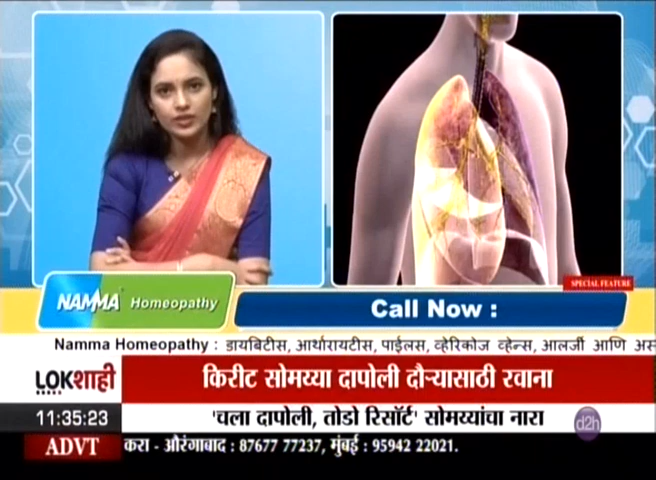 SPECIAL FEATURE
NAMMA Homeopathy
Call Now :
Namma Homeopathy : डायबिटीस, आर्थारायटीस, पाईलस, व्हेरिकोज व्हेन्स, आलर्जी आणि
LOKशाही
किरीट सोमय्या दापोली दौऱ्यासाठी रवाना
11:35:23
'चला दापोली, तोडो रिसॉर्ट' सोमय्यांचा नारा
d2h
ADVT
करा - औरंगाबाद : 87677 77237, मुंबई : 95942 22021.